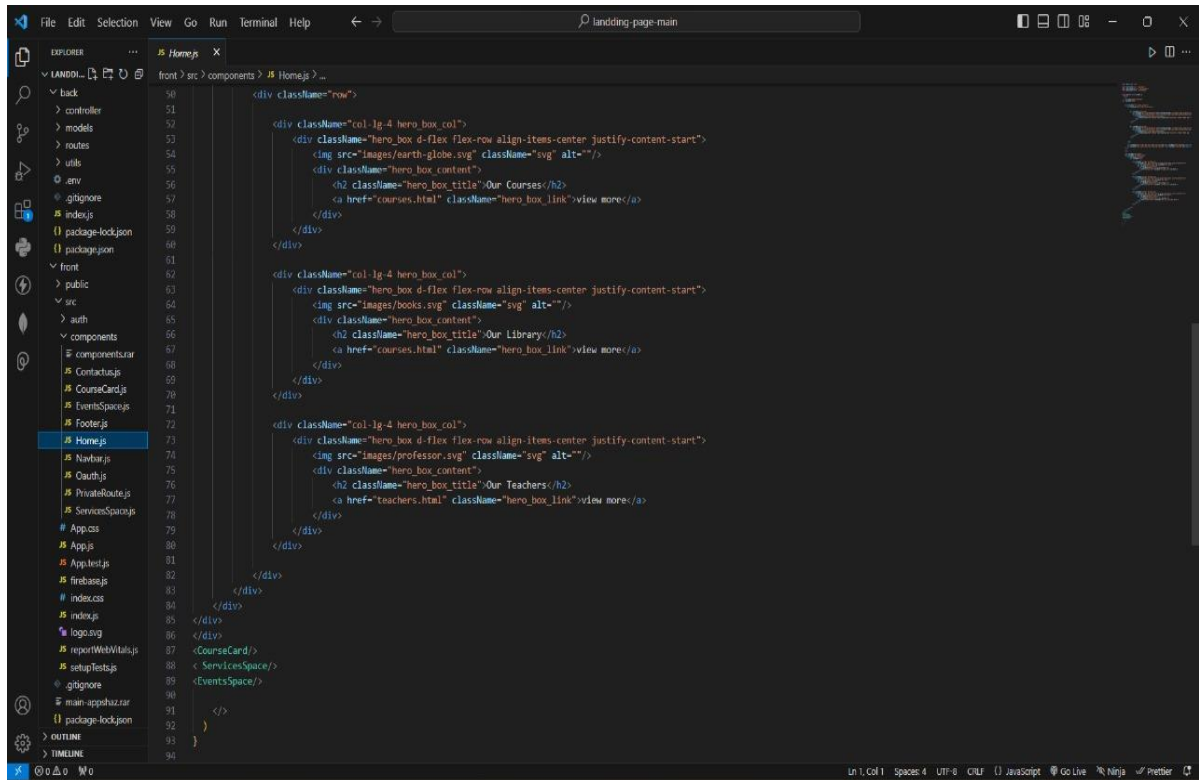 File Edit Selection View Go Run Terminal Help
landding-page-main
EXPLORER
LANDDI...
back
controller
models
routes
utils
.env
.gitignore
index.js
package-lock.json
package.json
front
public
src
auth
components
components.rar
Contactus.js
CourseCard.js
EventsSpace.js
Footer.js
Home.js
Navbar.js
Oauth.js
PrivateRoute.js
ServicesSpace.js
App.css
App.js
App.test.js
firebase.js
index.css
index.js
logo.svg
reportWebVitals.js
setupTests.js
.gitignore
main-appshaz.rar
package-lock.json
OUTLINE
TIMELINE
JS Home.js X
front > src > components > JS Home.js > ...
50 <div className="row">
51
52 <div className="col-lg-4 hero_box_col">
53 <div className="hero_box d-flex flex-row align-items-center justify-content-start">
54 <img src="images/earth-globe.svg" className="svg" alt=""/>
55 <div className="hero_box_content">
56 <h2 className="hero_box_title">Our Courses</h2>
57 <a href="courses.html" className="hero_box_link">view more</a>
58 </div>
59 </div>
60 </div>
61
62 <div className="col-lg-4 hero_box_col">
63 <div className="hero_box d-flex flex-row align-items-center justify-content-start">
64 <img src="images/books.svg" className="svg" alt=""/>
65 <div className="hero_box_content">
66 <h2 className="hero_box_title">Our Library</h2>
67 <a href="courses.html" className="hero_box_link">view more</a>
68 </div>
69 </div>
70 </div>
71
72 <div className="col-lg-4 hero_box_col">
73 <div className="hero_box d-flex flex-row align-items-center justify-content-start">
74 <img src="images/professor.svg" className="svg" alt=""/>
75 <div className="hero_box_content">
76 <h2 className="hero_box_title">Our Teachers</h2>
77 <a href="teachers.html" className="hero_box_link">view more</a>
78 </div>
79 </div>
80 </div>
81
82 </div>
83 </div>
84 </div>
85 </div>
86 </div>
87 <CourseCard/>
88 < ServicesSpace/>
89 <EventsSpace/>
90
91 </>
92 )
93 }
94
0 0 0 Ln 1, Col 1 Spaces: 4 UTF-8 CRLF {} JavaScript Go Live Ninja Prettier